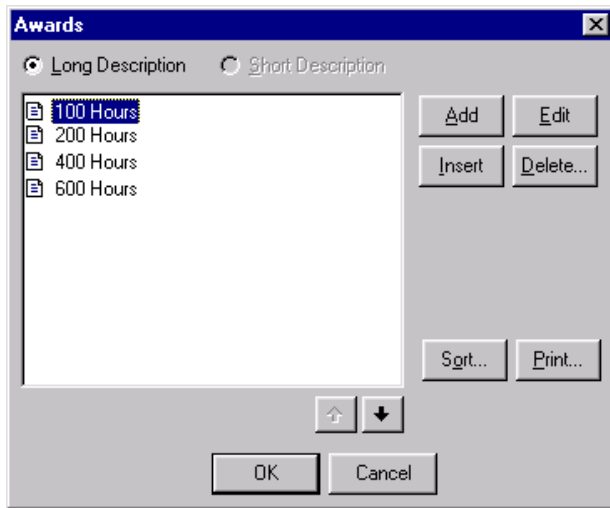 Awards
Long Description Short Description
100 Hours
200 Hours
400 Hours
600 Hours
Add Edit
Insert Delete...
Sort... Print...
OK Cancel